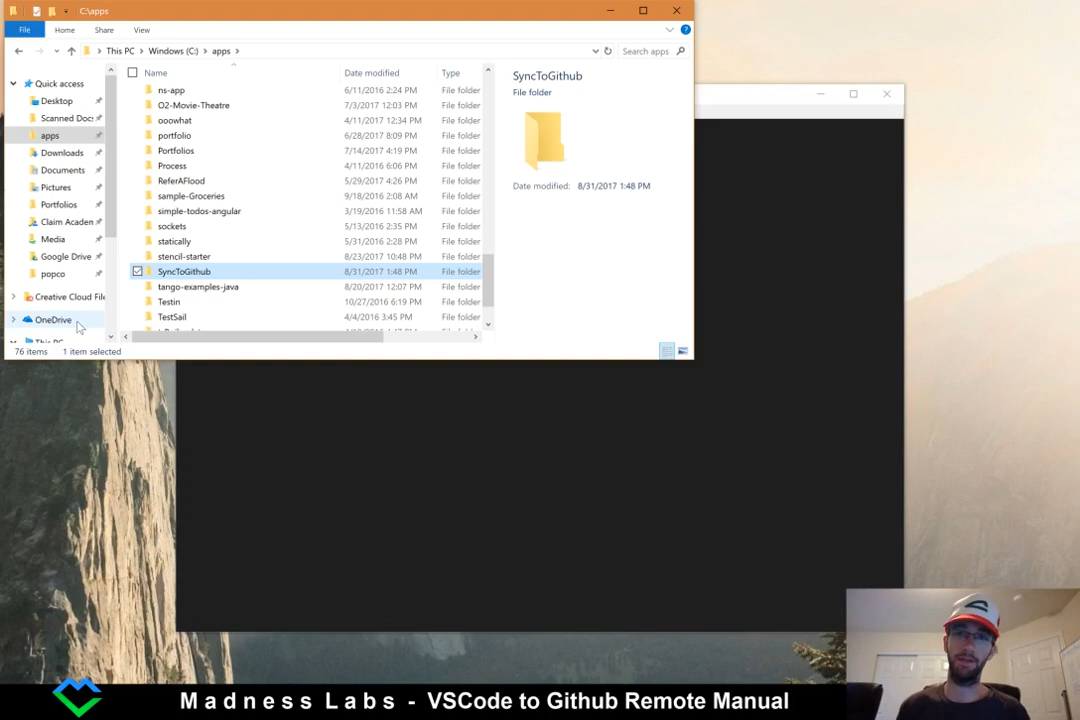 C:\apps
File Home Share View
This PC Windows (C:) apps Search apps
Name Date modified Type
Quick access
Desktop
Scanned Doc
apps
Downloads
Documents
Pictures
Portfolios
Claim Academ
Media
Google Drive
popco
Creative Cloud File
OneDrive
This PC
ns-app 6/11/2016 2:24 PM File folder
O2-Movie-Theatre 7/3/2017 12:03 PM File folder
ooowhat 4/11/2017 12:34 PM File folder
portfolio 6/28/2017 8:09 PM File folder
Portfolios 7/14/2017 4:19 PM File folder
Process 4/11/2016 6:06 PM File folder
ReferAFlood 5/29/2017 4:26 PM File folder
sample-Groceries 9/18/2016 2:08 AM File folder
simple-todos-angular 3/19/2016 11:58 AM File folder
sockets 5/13/2016 2:35 PM File folder
statically 5/31/2016 2:28 PM File folder
stencil-starter 8/23/2017 10:48 PM File folder
SyncToGithub 8/31/2017 1:48 PM File folder
tango-examples-java 8/20/2017 12:07 PM File folder
Testin 10/27/2016 6:19 PM File folder
TestSail 4/4/2016 3:45 PM File folder
SyncToGithub
File folder
Date modified: 8/31/2017 1:48 PM
76 items 1 item selected
Madness Labs - VSCode to Github Remote Manual